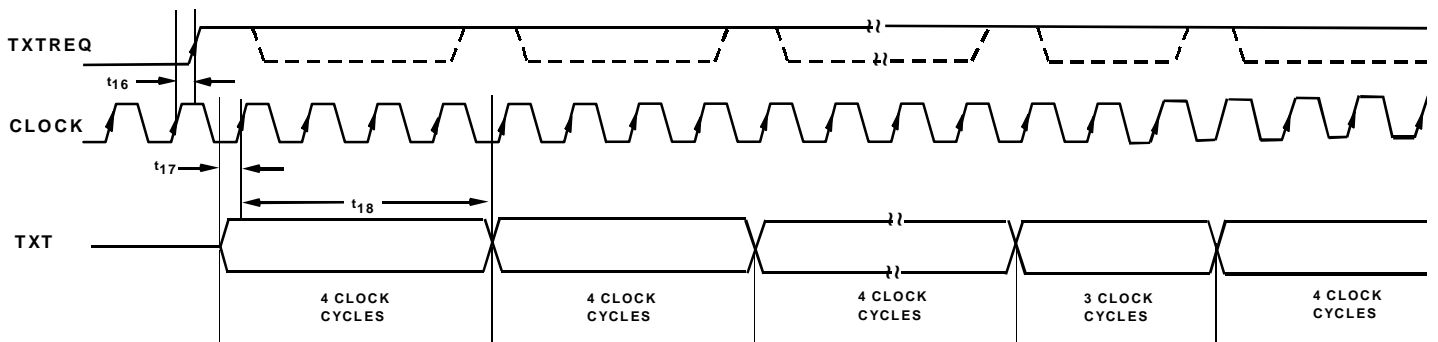 TXTREQ
t16
CLOCK
t17
t18
TXT
4 CLOCK
CYCLES
4 CLOCK
CYCLES
4 CLOCK
CYCLES
3 CLOCK
CYCLES
4 CLOCK
CYCLES